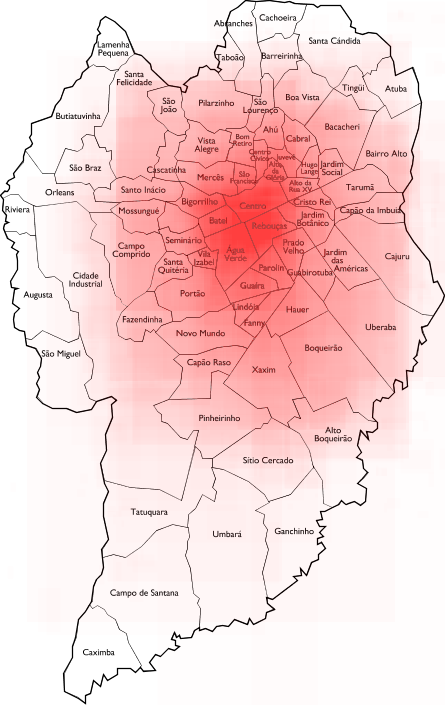 Abranches
Cachoeira
Santa Cándida
Lamenha
Pequena
Taboão
Barreirinha
Santa
Felicidade
Tingüi
Atuba
São
João
Pilarzinho
São
Lourenço
Boa Vista
Butiatuvinha
Ahú
Cabral
Bacacheri
Vista
Alegre
Bom
Retiro
Centro
Cívico
Juvevê
Bairro Alto
São Braz
Cascatinha
Mercês
São
Francisco
Alto
da
Glória
Hugo
Lange
Jardim
Social
Orleans
Santo Inácio
Alto da
Rua XV
Tarumã
Riviera
Mossunguê
Bigorrilho
Centro
Cristo Rei
Capão da Imbuia
Batel
Rebouças
Jardim
Botânico
Campo
Comprido
Seminário
Prado
Velho
Cajuru
Santa
Quitéria
Vila
Izabel
Água
Verde
Parolin
Guabirotuba
Jardim
das
Américas
Cidade
Industrial
Augusta
Portão
Guaíra
Fazendinha
Lindóia
Fanny
Hauer
Uberaba
Novo Mundo
São Miguel
Capão Raso
Xaxim
Boqueirão
Pinheirinho
Alto
Boqueirão
Sítio Cercado
Tatuquara
Umbará
Ganchinho
Campo de Santana
Caximba